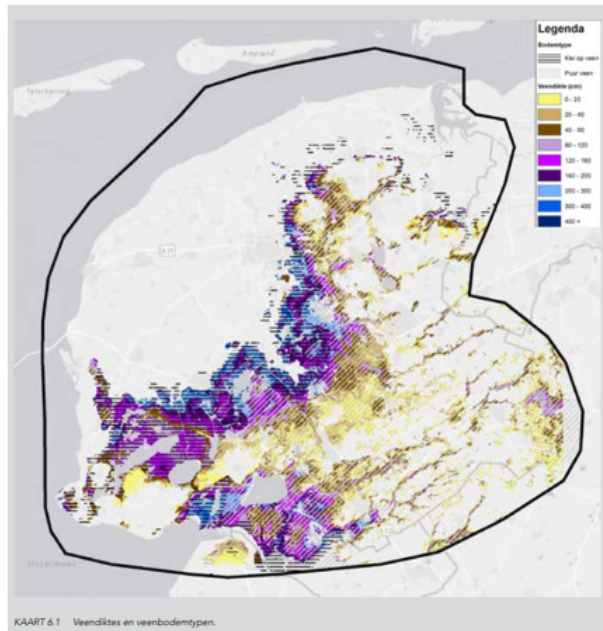 Legenda
Bodemtype
Klei op veen
Puur veen
Veendikte (cm)
0 - 20
20 - 40
40 - 80
80 - 120
120 - 160
160 - 200
200 - 300
300 - 400
400 >
Ameland
Terschelling
A31
IJsselmeer
KAART 6.1 Veendiktes en veenbodemtypen.